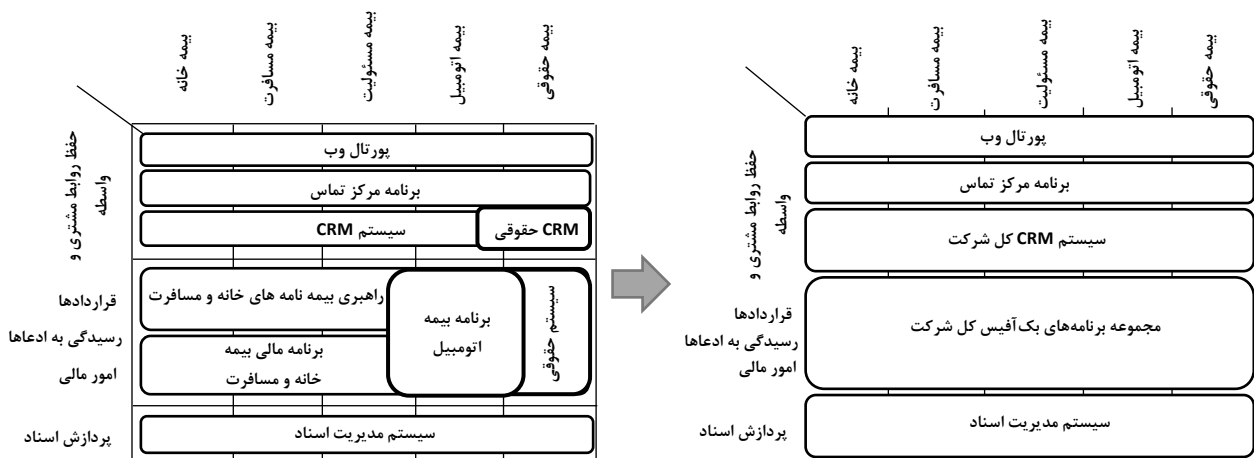 بیمه خانه
بیمه مسافرت
بیمه مسئولیت
بیمه اتومبیل
بیمه حقوقی
حفظ روابط مشتری و
واسطه
پورتال وب
برنامه مرکز تماس
سیستم CRM
CRM حقوقی
قراردادها
رسیدگی به ادعاها
امور مالی
راهبری بیمه نامه های خانه و مسافرت
برنامه مالی بیمه
خانه و مسافرت
برنامه بیمه
اتومبیل
سیستم حقوقی
پردازش اسناد
سیستم مدیریت اسناد
بیمه خانه
بیمه مسافرت
بیمه مسئولیت
بیمه اتومبیل
بیمه حقوقی
حفظ روابط مشتری و
واسطه
پورتال وب
برنامه مرکز تماس
سیستم CRM کل شرکت
قراردادها
رسیدگی به ادعاها
امور مالی
مجموعه برنامه‌های بک‌آفیس کل شرکت
پردازش اسناد
سیستم مدیریت اسناد